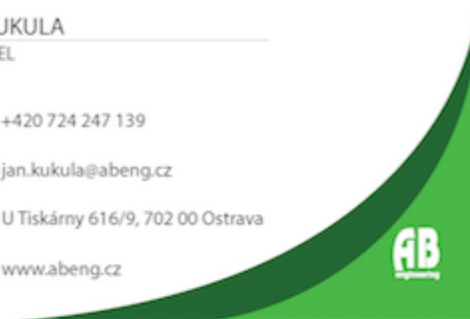 UKULA
EL
+420 724 247 139
jan.kukula@abeng.cz
U Tiskárny 616/9, 702 00 Ostrava
www.abeng.cz
AB
engineering